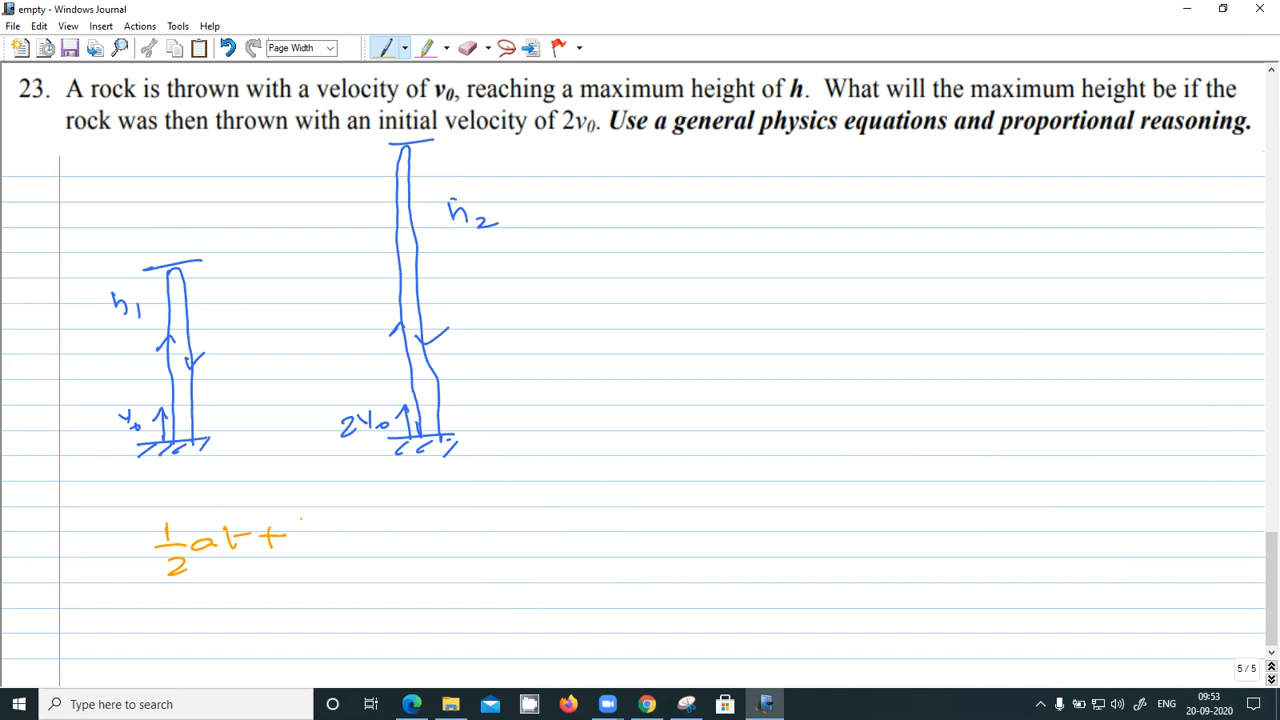 empty - Windows Journal
File Edit View Insert Actions Tools Help
Page Width
23. A rock is thrown with a velocity of v₀, reaching a maximum height of h. What will the maximum height be if the
rock was then thrown with an initial velocity of 2v₀. Use a general physics equations and proportional reasoning.
h₂
h₁
v₀
2v₀
1/2 at +
5/5
Type here to search
ENG
09:53
20-09-2020